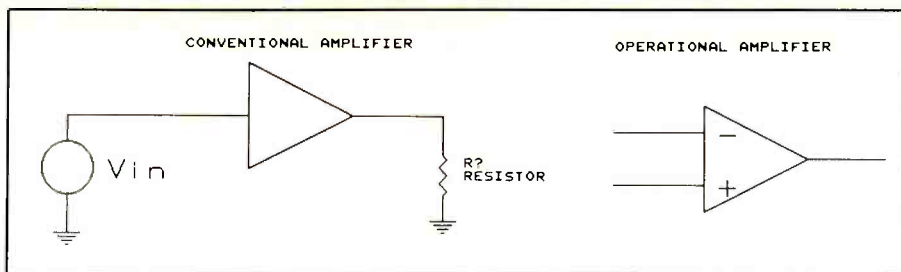 CONVENTIONAL AMPLIFIER
OPERATIONAL AMPLIFIER
Vin
R?
RESISTOR
−
+